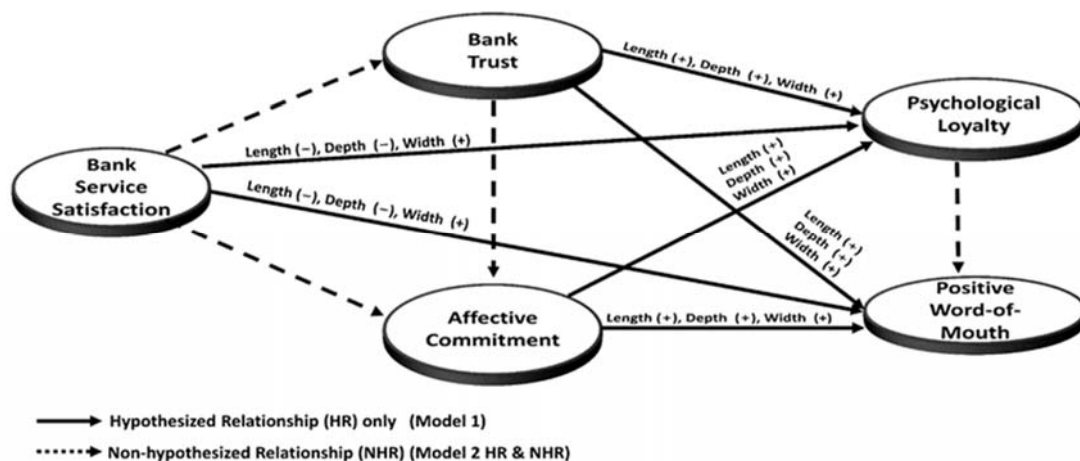 Bank
Trust
Length (+), Depth (+), Width (+)
Psychological
Loyalty
Bank
Service
Satisfaction
Length (−), Depth (−), Width (+)
Length (+)
Depth (+)
Width (+)
Length (−), Depth (−), Width (+)
Length (+)
Depth (+)
Width (+)
Affective
Commitment
Length (+), Depth (+), Width (+)
Positive
Word-of-
Mouth
Hypothesized Relationship (HR) only (Model 1)
Non-hypothesized Relationship (NHR) (Model 2 HR & NHR)